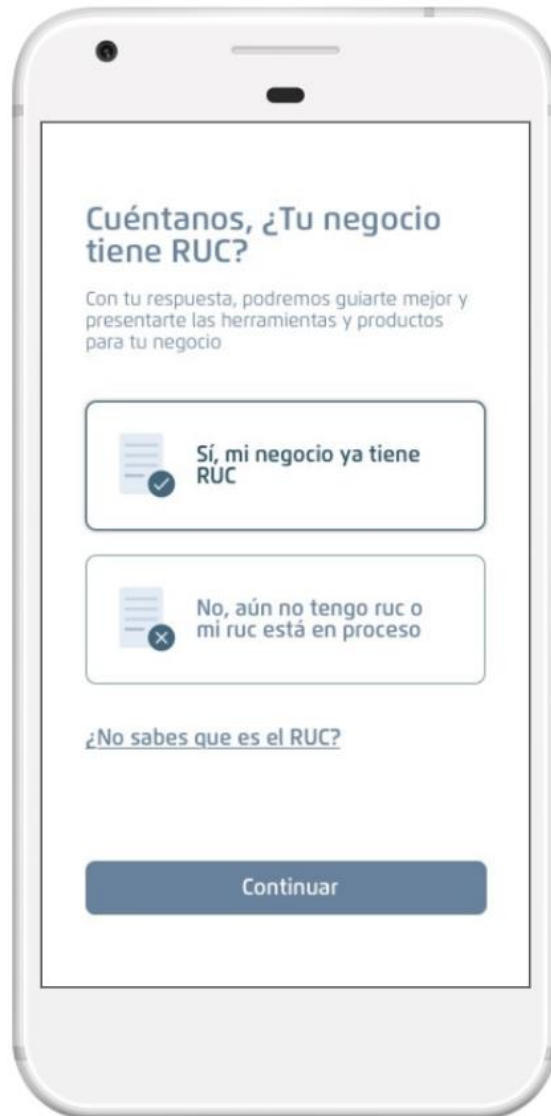 Cuéntanos, ¿Tu negocio
tiene RUC?
Con tu respuesta, podremos guiarte mejor y
presentarte las herramientas y productos
para tu negocio
Sí, mi negocio ya tiene
RUC
No, aún no tengo ruc o
mi ruc está en proceso
¿No sabes que es el RUC?
Continuar